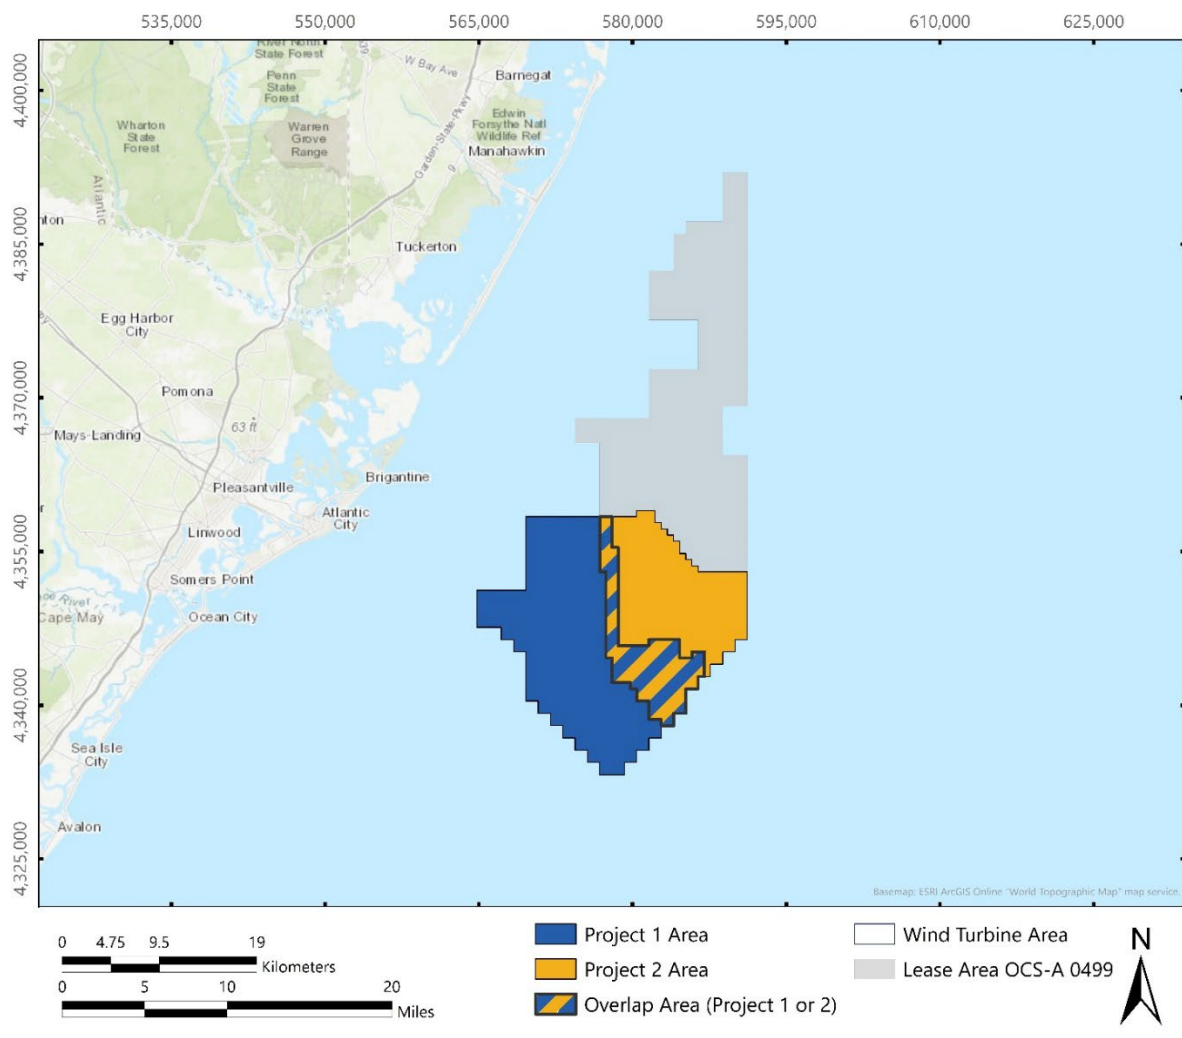 535,000 550,000 565,000 580,000 595,000 610,000 625,000
4,400,000
4,385,000
4,370,000
4,355,000
4,340,000
4,325,000
River North
State Forest
Penn
State
Forest
W Bay Ave
Barnegat
Edwin
Forsythe Natl
Wildlife Ref
Wharton
State
Forest
Warren
Grove
Range
Garden-State-Pkwy
9
Manahawkin
Atlantic
Tuckerton
Egg Harbor
City
Pomona
63 ft
Mays-Landing
Pleasantville
Brigantine
Atlantic
City
Linwood
Somers Point
Ocean City
Cape May
Sea Isle
City
Avalon
Basemap: ESRI ArcGIS Online "World Topographic Map" map service.
0 4.75 9.5 19
Kilometers
0 5 10 20
Miles
Project 1 Area
Project 2 Area
Overlap Area (Project 1 or 2)
Wind Turbine Area
Lease Area OCS-A 0499
N